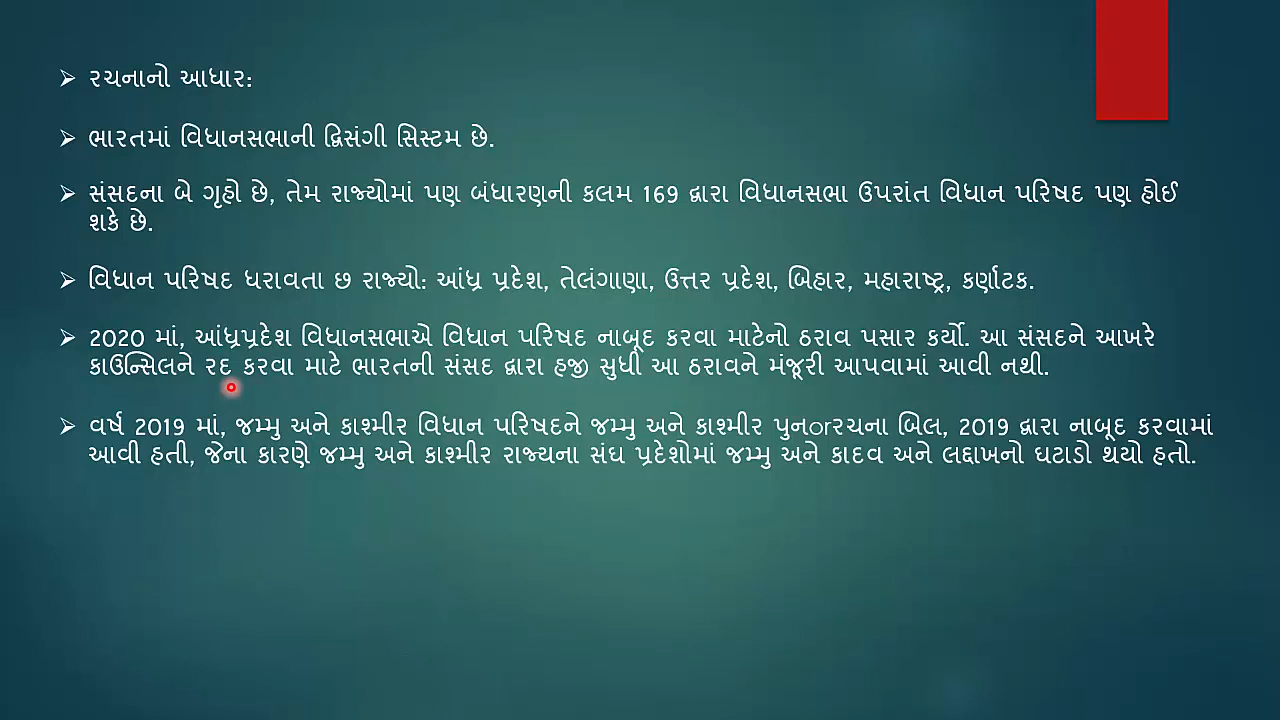 ➢ રચનાનો આધાર:
➢ ભારતમાં વિધાનસભાની દ્વિસંગી સિસ્ટમ છે.
➢ સંસદના બે ગૃહો છે, તેમ રાજ્યોમાં પણ બંધારણની કલમ 169 દ્વારા વિધાનસભા ઉપરાંત વિધાન પરિષદ પણ હોઈ
શકે છે.
➢ વિધાન પરિષદ ધરાવતા છ રાજ્યો: આંધ્ર પ્રદેશ, તેલંગાણા, ઉત્તર પ્રદેશ, બિહાર, મહારાષ્ટ્ર, કર્ણાટક.
➢ 2020 માં, આંધ્રપ્રદેશ વિધાનસભાએ વિધાન પરિષદ નાબૂદ કરવા માટેનો ઠરાવ પસાર કર્યો. આ સંસદને આખરે
કાઉન્સિલને રદ કરવા માટે ભારતની સંસદ દ્વારા હજી સુધી આ ઠરાવને મંજૂરી આપવામાં આવી નથી.
➢ વર્ષ 2019 માં, જમ્મુ અને કાશ્મીર વિધાન પરિષદને જમ્મુ અને કાશ્મીર પુનorરચના બિલ, 2019 દ્વારા નાબૂદ કરવામાં
આવી હતી, જેના કારણે જમ્મુ અને કાશ્મીર રાજ્યના સંઘ પ્રદેશોમાં જમ્મુ અને કાદવ અને લદ્દાખનો ઘટાડો થયો હતો.